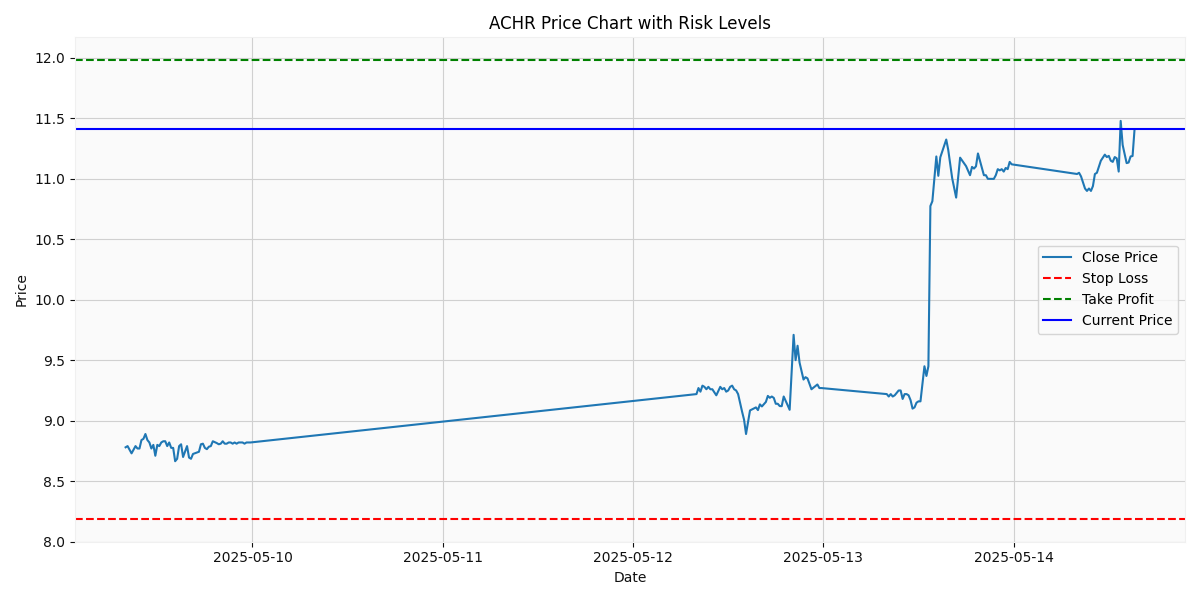 ACHR Price Chart with Risk Levels
12.0
11.5
11.0
10.5
10.0
9.5
9.0
8.5
8.0
Price
Close Price
Stop Loss
Take Profit
Current Price
2025-05-10
2025-05-11
2025-05-12
2025-05-13
2025-05-14
Date